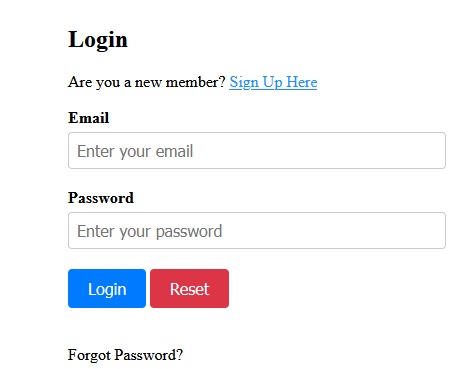 Login
Are you a new member? Sign Up Here
Email
Enter your email
Password
Enter your password
Login Reset
Forgot Password?